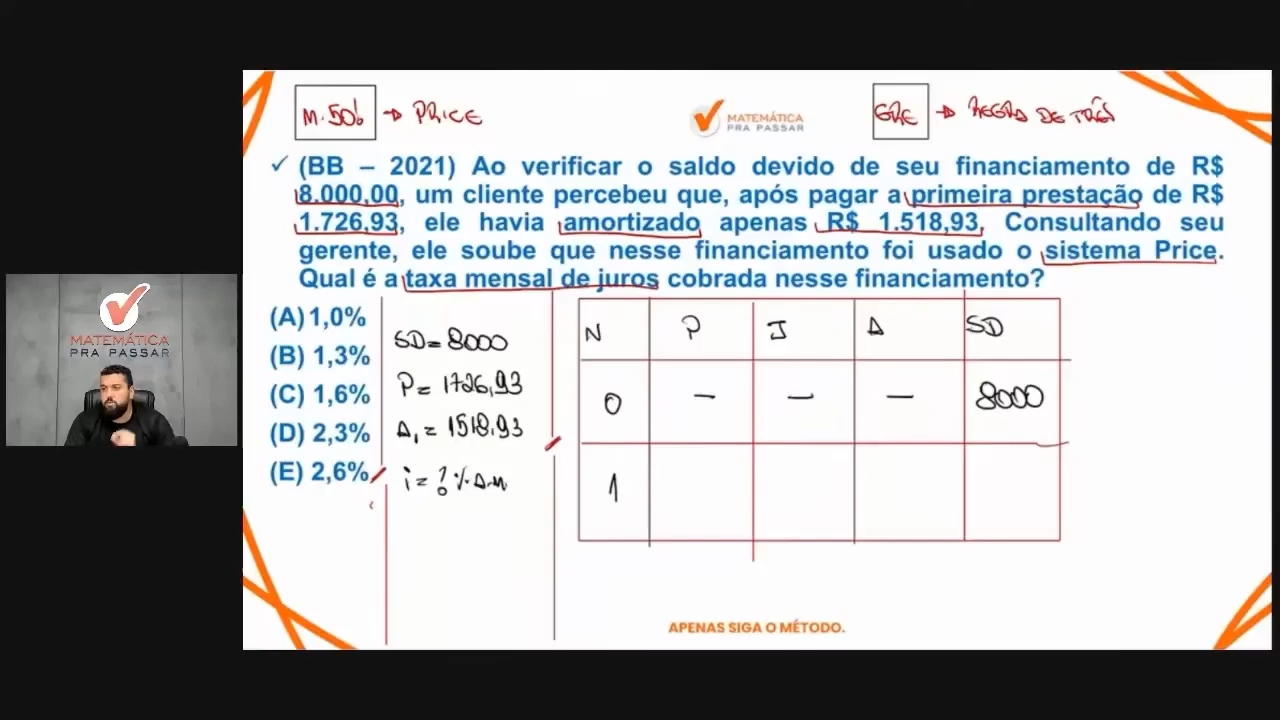 M.50% → PRICE
MATEMÁTICA
PRA PASSAR
GRE → REGRA DE TRÊS
✓ (BB – 2021) Ao verificar o saldo devido de seu financiamento de R$
8.000,00, um cliente percebeu que, após pagar a primeira prestação de R$
1.726,93, ele havia amortizado apenas R$ 1.518,93. Consultando seu
gerente, ele soube que nesse financiamento foi usado o sistema Price.
Qual é a taxa mensal de juros cobrada nesse financiamento?
(A) 1,0%
(B) 1,3%
(C) 1,6%
(D) 2,3%
(E) 2,6%
SD = 8000
P = 1726,93
A₁ = 1518,93
i = ? % A.M
N P J A SD
0 – – – 8000
1
MATEMÁTICA
PRA PASSAR
APENAS SIGA O MÉTODO.